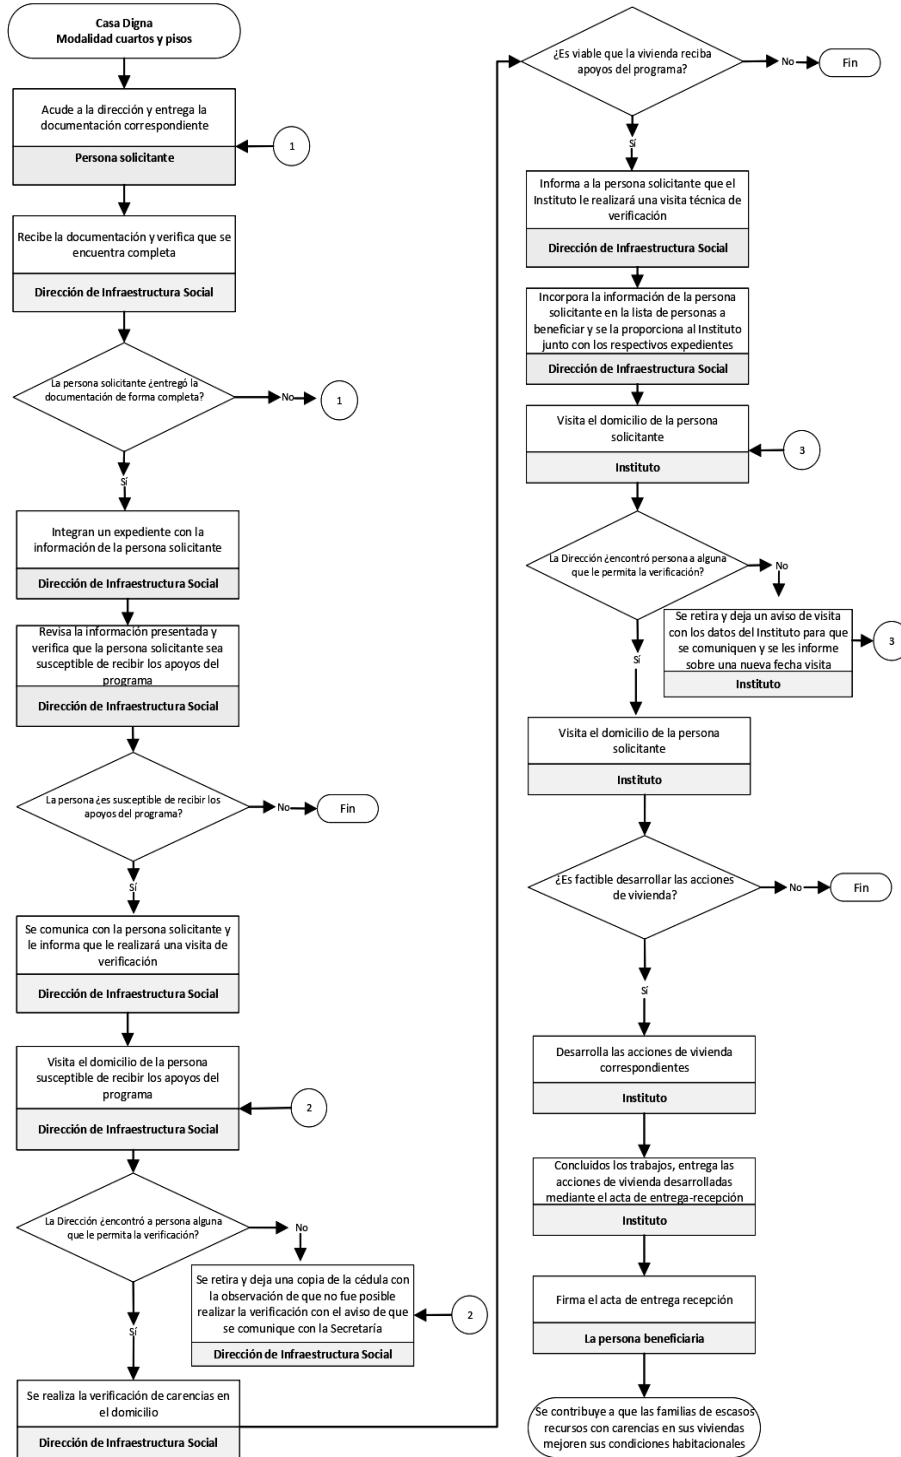 Casa Digna
Modalidad cuartos y pisos
Acude a la dirección y entrega la
documentación correspondiente
Persona solicitante
1
Recibe la documentación y verifica que se
encuentra completa
Dirección de Infraestructura Social
La persona solicitante ¿entregó la
documentación de forma completa?
No
1
Sí
Integran un expediente con la
información de la persona solicitante
Dirección de Infraestructura Social
Revisa la información presentada y
verifica que la persona solicitante sea
susceptible de recibir los apoyos del
programa
Dirección de Infraestructura Social
La persona ¿es susceptible de recibir los
apoyos del programa?
No
Fin
Sí
Se comunica con la persona solicitante y
le informa que le realizará una visita de
verificación
Dirección de Infraestructura Social
Visita el domicilio de la persona
susceptible de recibir los apoyos del
programa
Dirección de Infraestructura Social
2
La Dirección ¿encontró a persona alguna
que le permita la verificación?
No
Se retira y deja una copia de la cédula con
la observación de que no fue posible
realizar la verificación con el aviso de que
se comunique con la Secretaría
Dirección de Infraestructura Social
2
Sí
Se realiza la verificación de carencias en
el domicilio
Dirección de Infraestructura Social
¿Es viable que la vivienda reciba
apoyos del programa?
No
Fin
Sí
Informa a la persona solicitante que el
Instituto le realizará una visita técnica de
verificación
Dirección de Infraestructura Social
Incorpora la información de la persona
solicitante en la lista de personas a
beneficiar y se la proporciona al Instituto
junto con los respectivos expedientes
Dirección de Infraestructura Social
Visita el domicilio de la persona
solicitante
Instituto
3
La Dirección ¿encontró persona a alguna
que le permita la verificación?
No
Se retira y deja un aviso de visita
con los datos del Instituto para que
se comuniquen y se les informe
sobre una nueva fecha visita
Instituto
3
Sí
Visita el domicilio de la persona
solicitante
Instituto
¿Es factible desarrollar las acciones
de vivienda?
No
Fin
Sí
Desarrolla las acciones de vivienda
correspondientes
Instituto
Concluidos los trabajos, entrega las
acciones de vivienda desarrolladas
mediante el acta de entrega-recepción
Instituto
Firma el acta de entrega recepción
La persona beneficiaria
Se contribuye a que las familias de escasos
recursos con carencias en sus viviendas
mejoren sus condiciones habitacionales